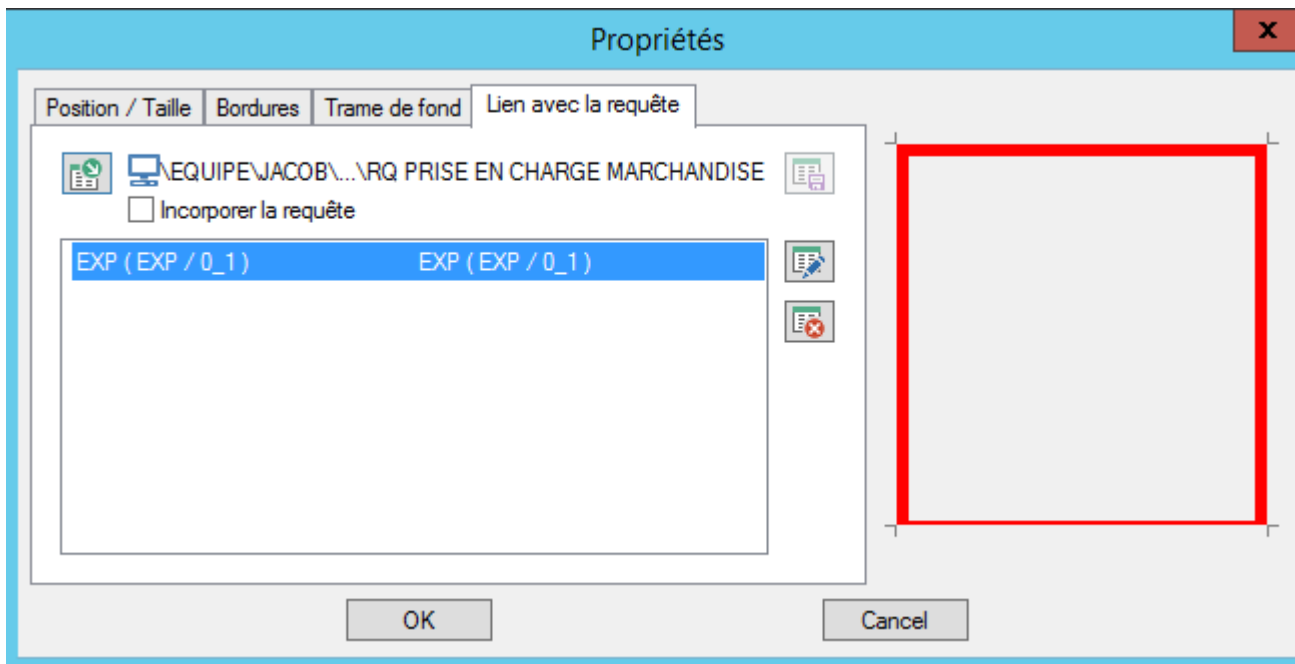 Propriétés
x
Position / Taille Bordures Trame de fond Lien avec la requête
\EQUIPE\JACOB\...\RQ PRISE EN CHARGE MARCHANDISE
Incorporer la requête
EXP ( EXP / 0_1 ) EXP ( EXP / 0_1 )
OK Cancel